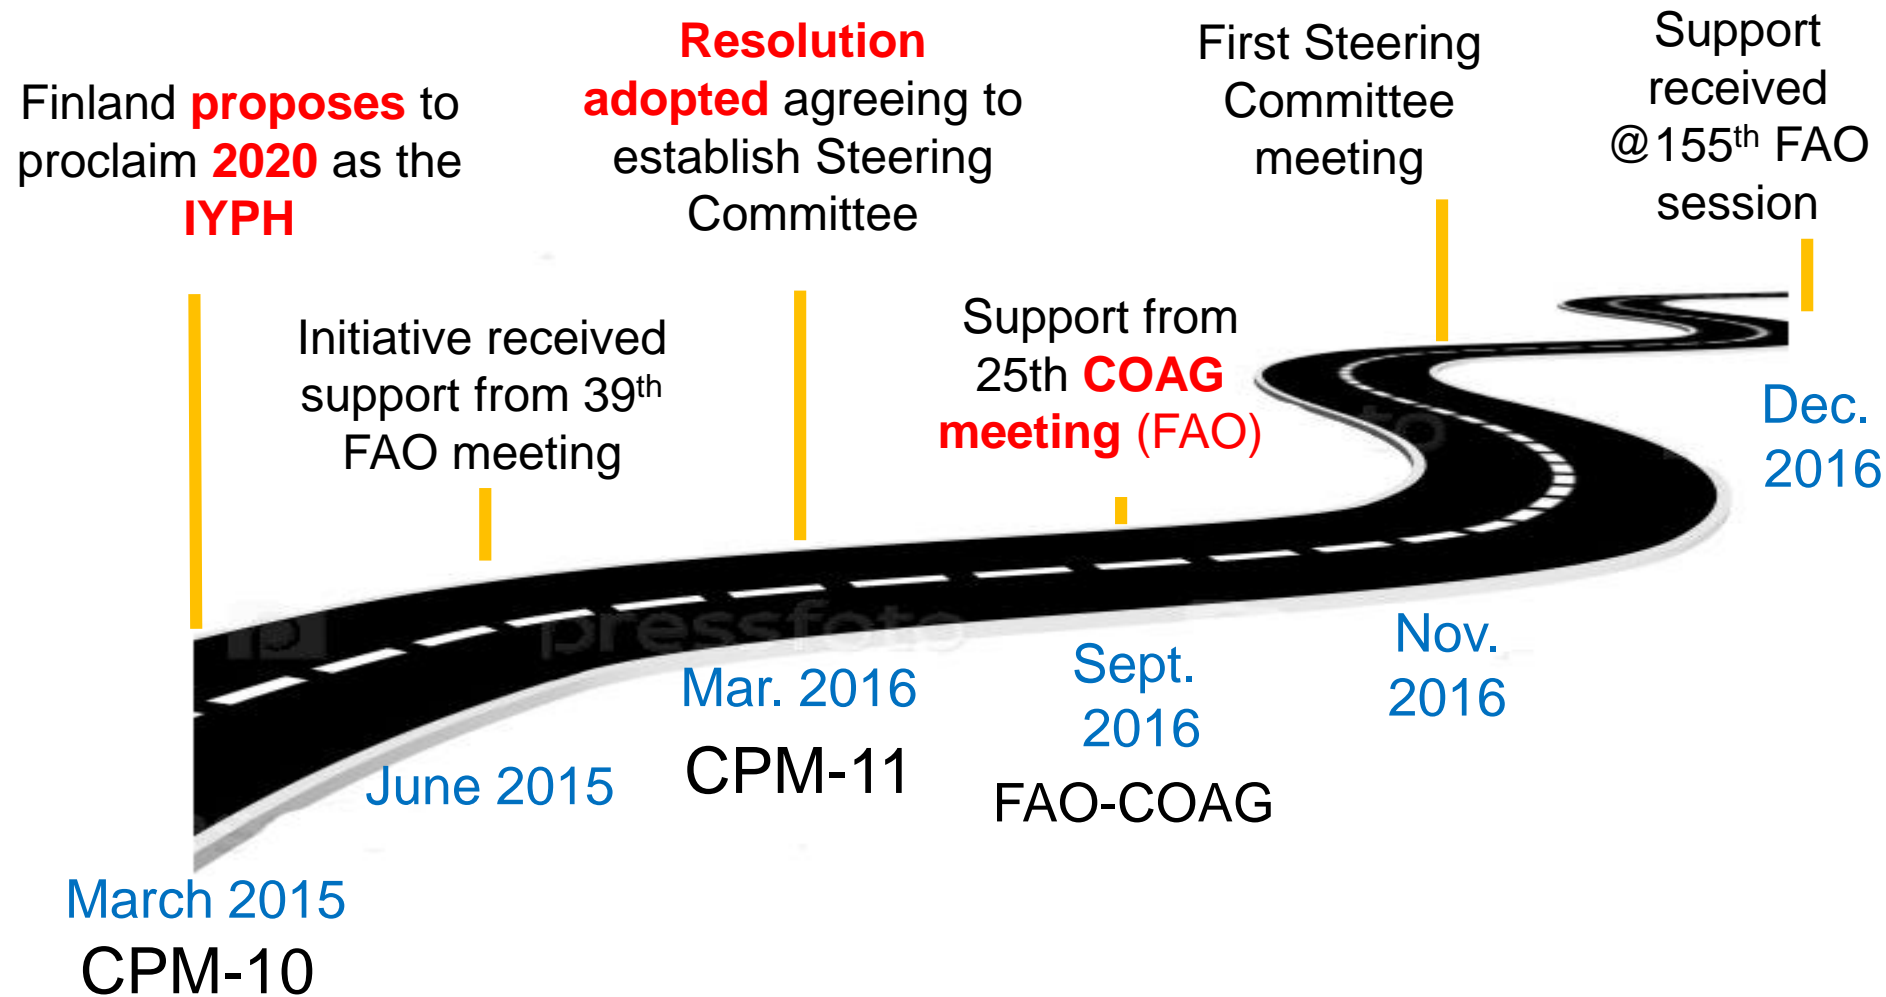 Finland proposes to
proclaim 2020 as the
IYPH
Initiative received
support from 39th
FAO meeting
Resolution
adopted agreeing to
establish Steering
Committee
Support from
25th COAG
meeting (FAO)
First Steering
Committee
meeting
Support
received
@155th FAO
session
March 2015
CPM-10
June 2015
Mar. 2016
CPM-11
Sept.
2016
FAO-COAG
Nov.
2016
Dec.
2016
pressfoto